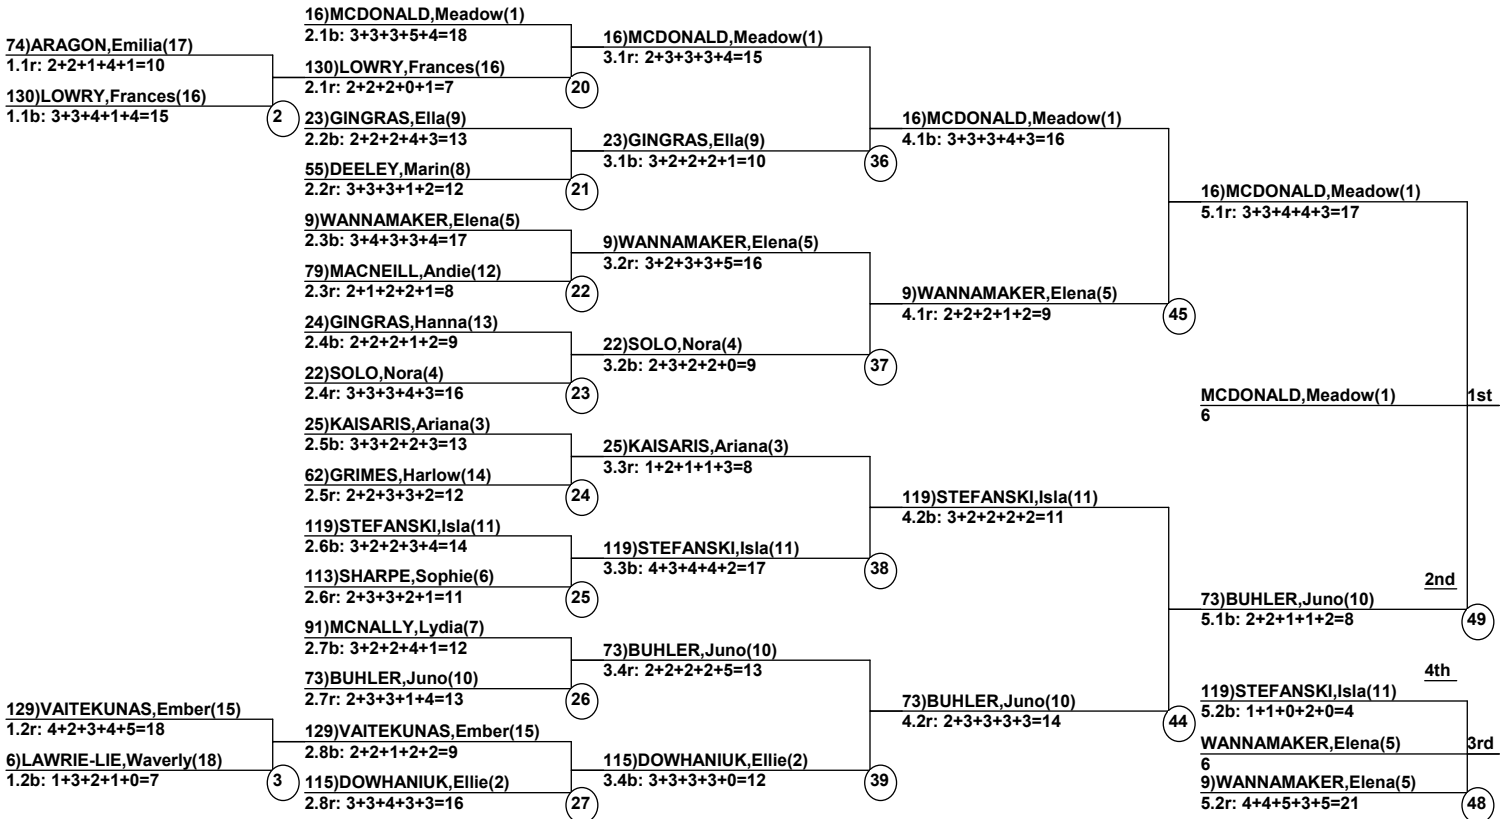 74)ARAGON,Emilia(17)
1.1r: 2+2+1+4+1=10
130)LOWRY,Frances(16)
1.1b: 3+3+4+1+4=15
2
129)VAITEKUNAS,Ember(15)
1.2r: 4+2+3+4+5=18
6)LAWRIE-LIE,Waverly(18)
1.2b: 1+3+2+1+0=7
3
16)MCDONALD,Meadow(1)
2.1b: 3+3+3+5+4=18
130)LOWRY,Frances(16)
2.1r: 2+2+2+0+1=7
20
23)GINGRAS,Ella(9)
2.2b: 2+2+2+4+3=13
55)DEELEY,Marin(8)
2.2r: 3+3+3+1+2=12
21
9)WANNAMAKER,Elena(5)
2.3b: 3+4+3+3+4=17
79)MACNEILL,Andie(12)
2.3r: 2+1+2+2+1=8
22
24)GINGRAS,Hanna(13)
2.4b: 2+2+2+1+2=9
22)SOLO,Nora(4)
2.4r: 3+3+3+4+3=16
23
25)KAISARIS,Ariana(3)
2.5b: 3+3+2+2+3=13
62)GRIMES,Harlow(14)
2.5r: 2+2+3+3+2=12
24
119)STEFANSKI,Isla(11)
2.6b: 3+2+2+3+4=14
113)SHARPE,Sophie(6)
2.6r: 2+3+3+2+1=11
25
91)MCNALLY,Lydia(7)
2.7b: 3+2+2+4+1=12
73)BUHLER,Juno(10)
2.7r: 2+3+3+1+4=13
26
129)VAITEKUNAS,Ember(15)
2.8b: 2+2+1+2+2=9
115)DOWHANIUK,Ellie(2)
2.8r: 3+3+4+3+3=16
27
16)MCDONALD,Meadow(1)
3.1r: 2+3+3+3+4=15
23)GINGRAS,Ella(9)
3.1b: 3+2+2+2+1=10
36
9)WANNAMAKER,Elena(5)
3.2r: 3+2+3+3+5=16
22)SOLO,Nora(4)
3.2b: 2+3+2+2+0=9
37
25)KAISARIS,Ariana(3)
3.3r: 1+2+1+1+3=8
119)STEFANSKI,Isla(11)
3.3b: 4+3+4+4+2=17
38
73)BUHLER,Juno(10)
3.4r: 2+2+2+2+5=13
115)DOWHANIUK,Ellie(2)
3.4b: 3+3+3+3+0=12
39
16)MCDONALD,Meadow(1)
4.1b: 3+3+3+4+3=16
9)WANNAMAKER,Elena(5)
4.1r: 2+2+2+1+2=9
45
119)STEFANSKI,Isla(11)
4.2b: 3+2+2+2+2=11
73)BUHLER,Juno(10)
4.2r: 2+3+3+3+3=14
44
16)MCDONALD,Meadow(1)
5.1r: 3+3+4+4+3=17
MCDONALD,Meadow(1) 1st
6
2nd
73)BUHLER,Juno(10)
5.1b: 2+2+1+1+2=8
49
4th
119)STEFANSKI,Isla(11)
5.2b: 1+1+0+2+0=4
WANNAMAKER,Elena(5) 3rd
6
9)WANNAMAKER,Elena(5)
5.2r: 4+4+5+3+5=21
48